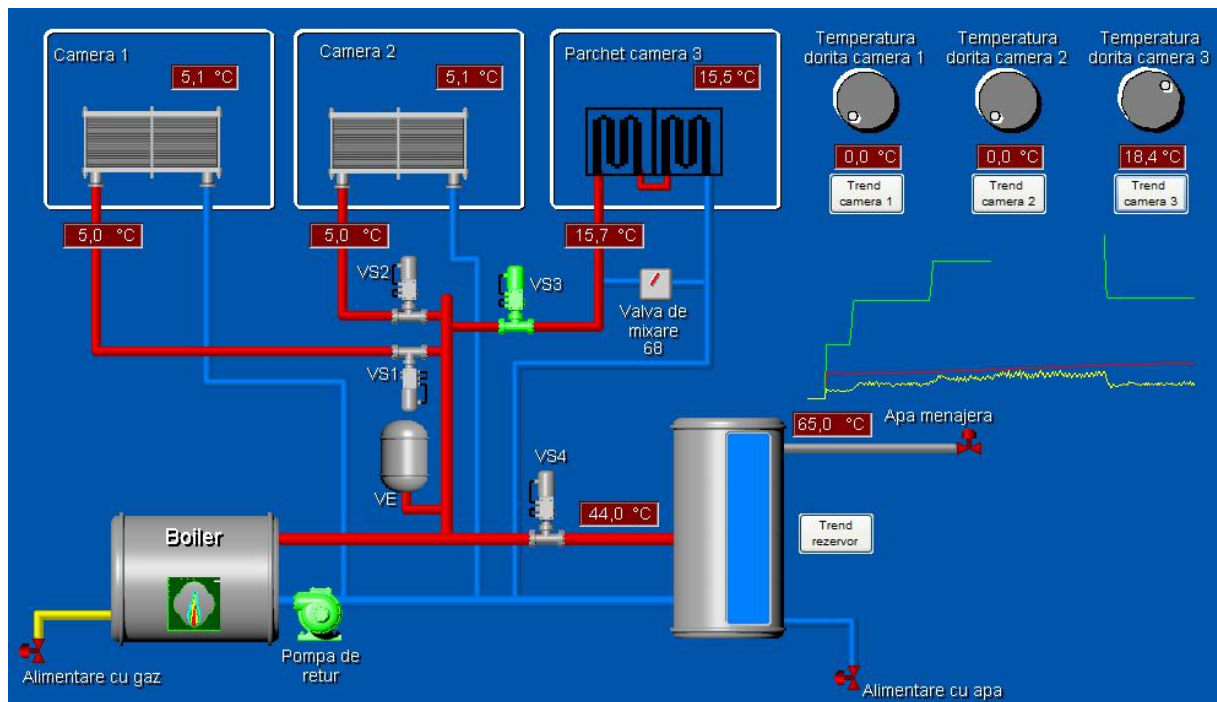 Camera 1
5,1 °C
Camera 2
5,1 °C
Parchet camera 3
15,5 °C
Temperatura
dorita camera 1
Temperatura
dorita camera 2
Temperatura
dorita camera 3
0,0 °C
0,0 °C
18,4 °C
Trend
camera 1
Trend
camera 2
Trend
camera 3
5,0 °C
5,0 °C
15,7 °C
VS2
VS3
Valva de
mixare
68
VS1
VE
VS4
44,0 °C
65,0 °C
Apa menajera
Trend
rezervor
Boiler
Pompa de
retur
Alimentare cu gaz
Alimentare cu apa